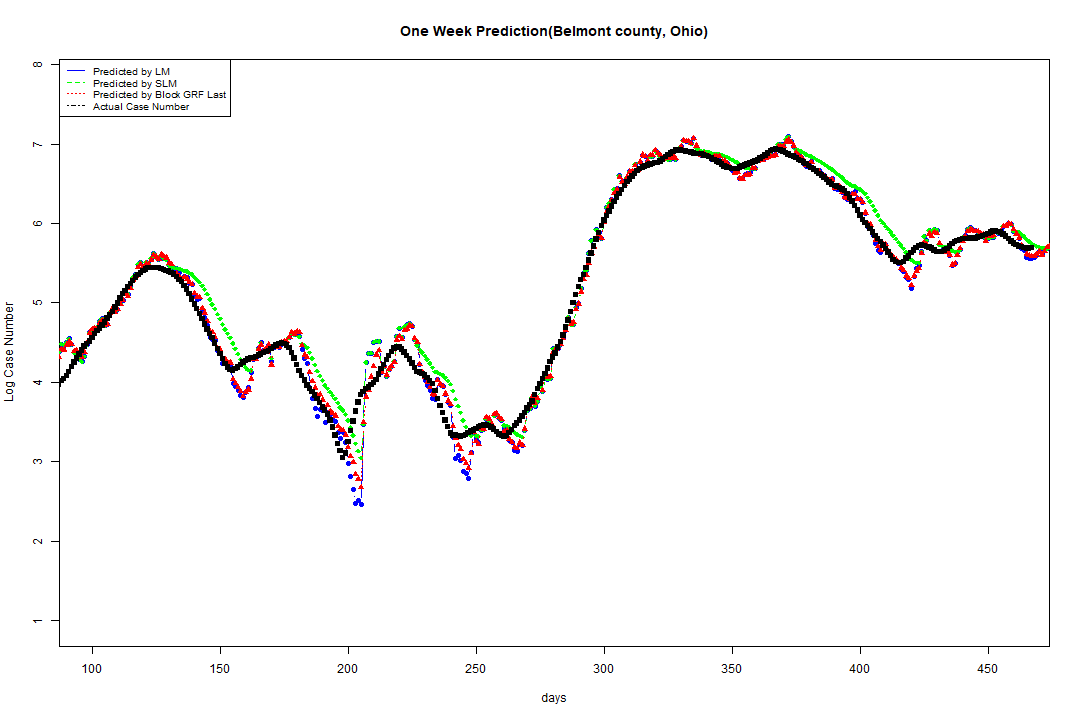 One Week Prediction(Belmont county, Ohio)
Predicted by LM
Predicted by SLM
Predicted by Block GRF Last
Actual Case Number
Log Case Number
8
7
6
5
4
3
2
1
100 150 200 250 300 350 400 450
days